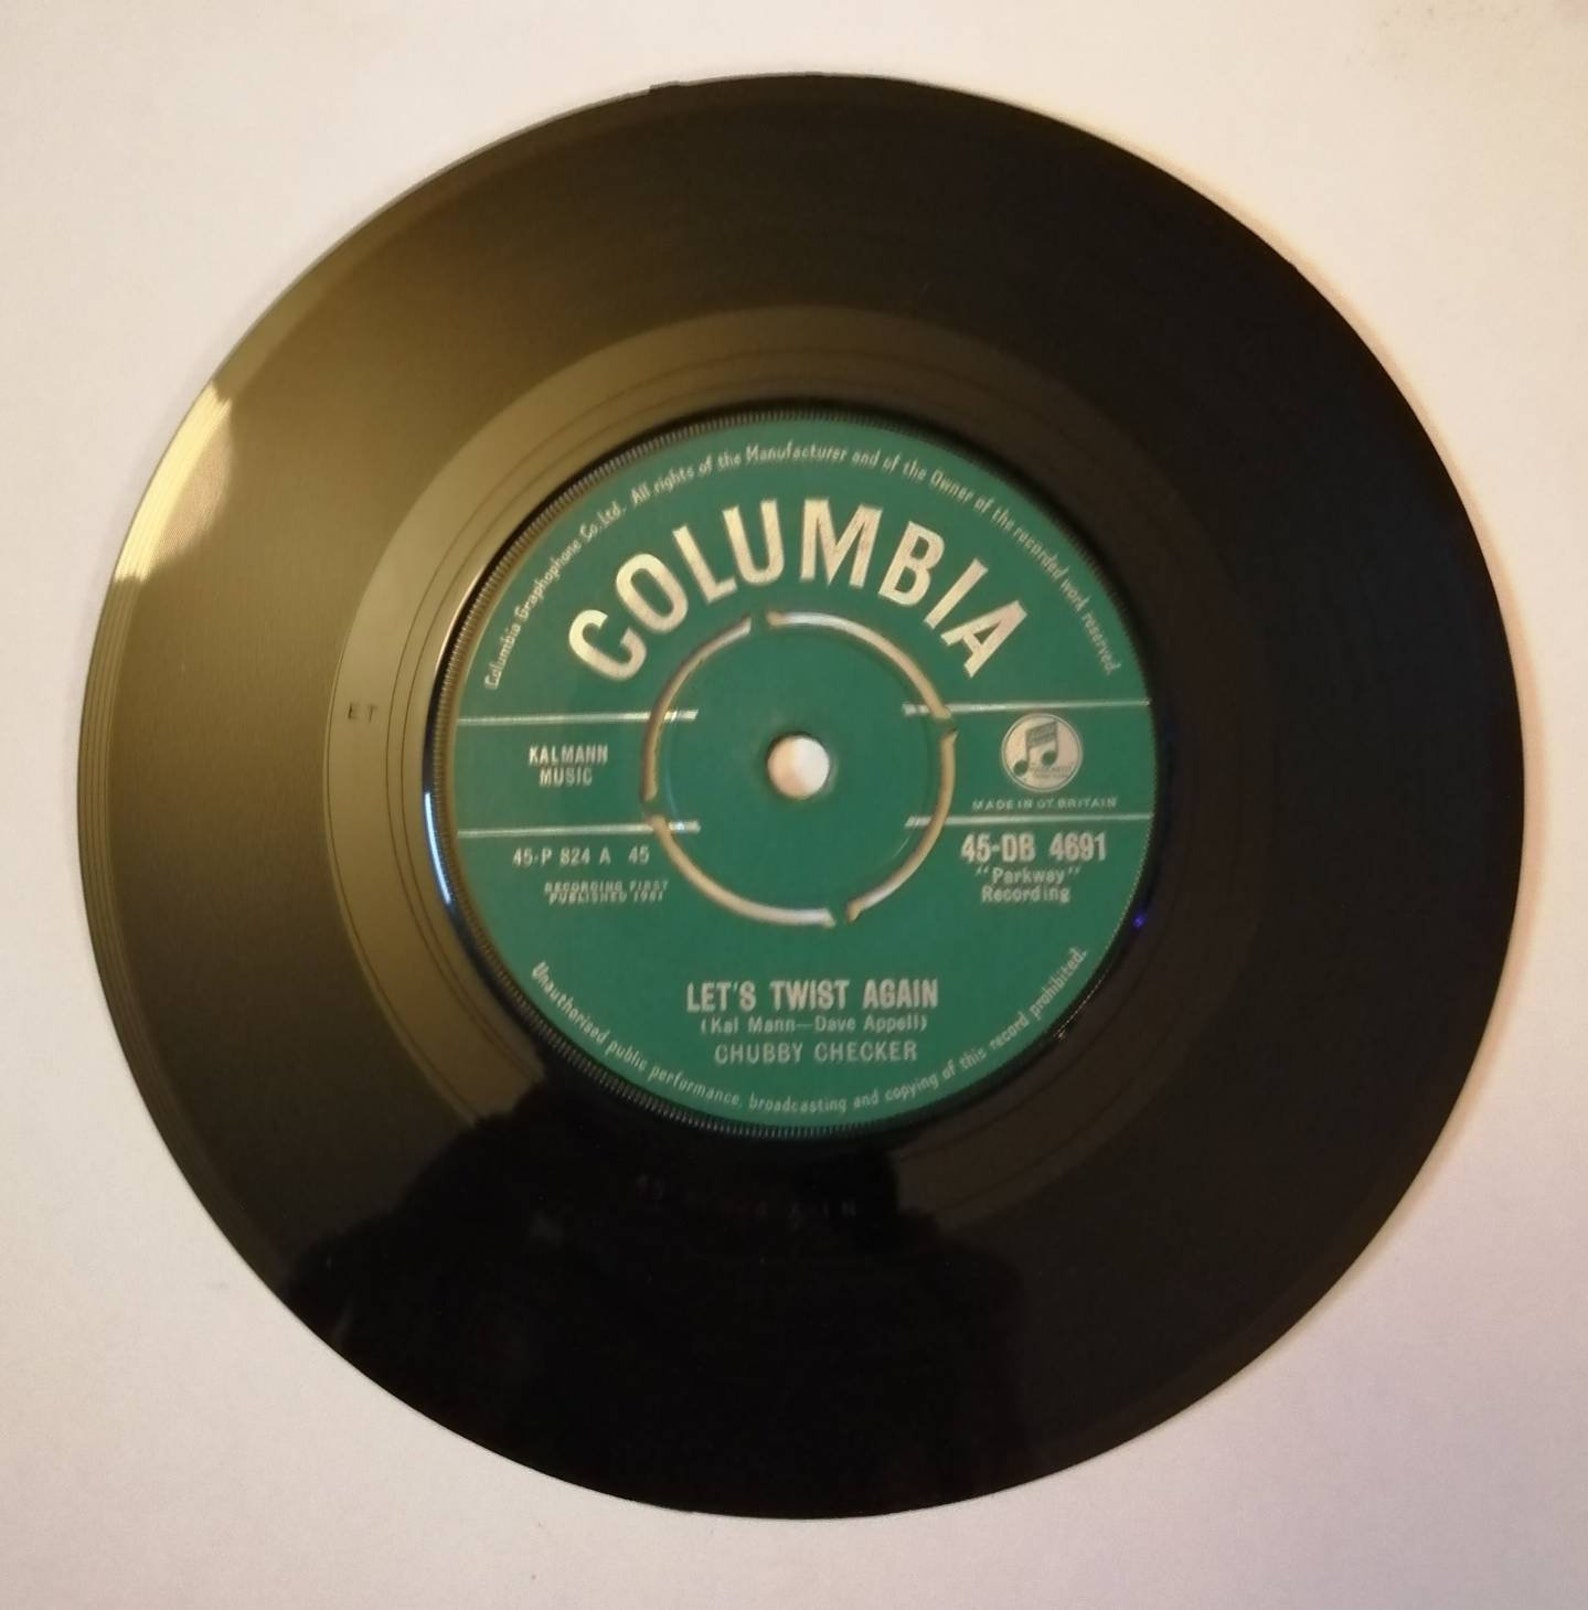 Columbia Graphophone Co. Ltd. All rights of the Manufacturer and of the Owner of the recorded work reserved.
COLUMBIA
KALMANN
MUSIC
MADE IN GT. BRITAIN
45-P 824 A 45
45-DB 4691
RECORDING FIRST
PUBLISHED 1961
"Parkway"
Recording
LET'S TWIST AGAIN
(Kal Mann—Dave Appell)
CHUBBY CHECKER
Unauthorised public performance, broadcasting and copying of this record prohibited.
ET